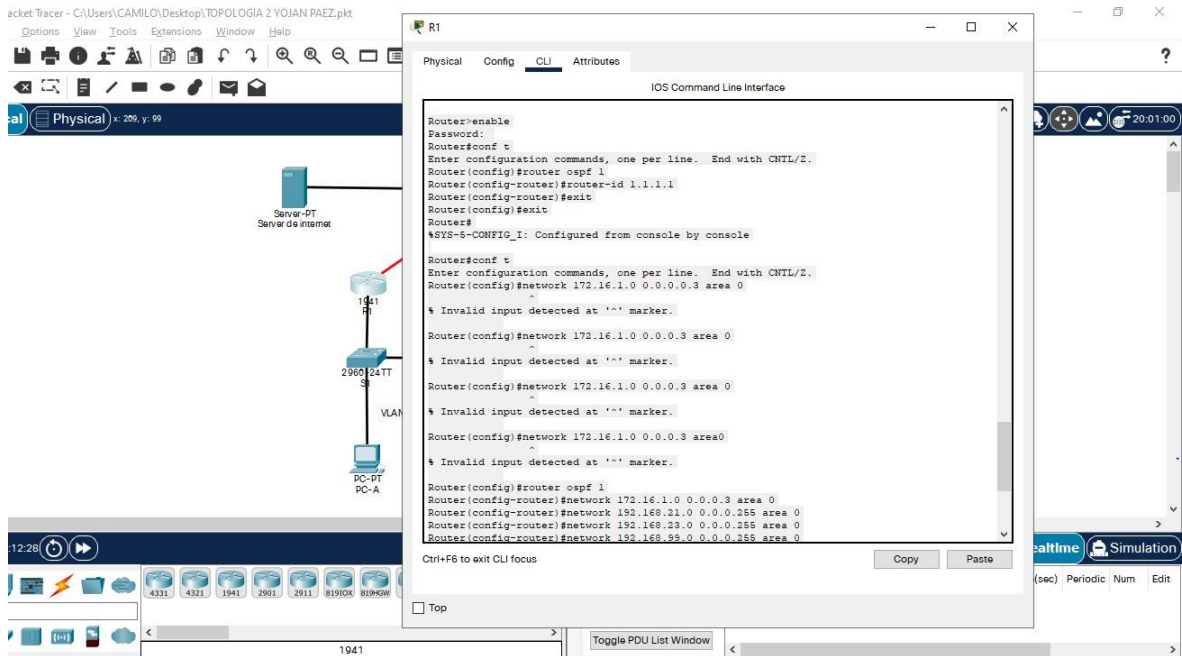 acket Tracer - C:\Users\CAMILO\Desktop\TOPOLOGIA 2 YOJAN PAEZ.pkt
Options View Tools Extensions Window Help
Physical x: 209, y: 99
Server-PT
Server de internet
1941
R1
2960-24TT
S1
VLAN
PC-PT
PC-A
:12:28
4331 4321 1941 2901 2911 819IOX 819HGW
1941
R1
Physical Config CLI Attributes
IOS Command Line Interface
Router>enable
Password:
Router#conf t
Enter configuration commands, one per line. End with CNTL/Z.
Router(config)#router ospf 1
Router(config-router)#router-id 1.1.1.1
Router(config-router)#exit
Router(config)#exit
Router#
%SYS-5-CONFIG_I: Configured from console by console
Router#conf t
Enter configuration commands, one per line. End with CNTL/Z.
Router(config)#network 172.16.1.0 0.0.0.0.3 area 0
^
% Invalid input detected at '^' marker.
Router(config)#network 172.16.1.0 0.0.0.3 area 0
^
% Invalid input detected at '^' marker.
Router(config)#network 172.16.1.0 0.0.0.3 area 0
^
% Invalid input detected at '^' marker.
Router(config)#network 172.16.1.0 0.0.0.3 area0
^
% Invalid input detected at '^' marker.
Router(config)#router ospf 1
Router(config-router)#network 172.16.1.0 0.0.0.3 area 0
Router(config-router)#network 192.168.21.0 0.0.0.255 area 0
Router(config-router)#network 192.168.23.0 0.0.0.255 area 0
Router(config-router)#network 192.168.99.0 0.0.0.255 area 0
Ctrl+F6 to exit CLI focus
Copy Paste
Top
20:01:00
ealtime Simulation
(sec) Periodic Num Edit
Toggle PDU List Window